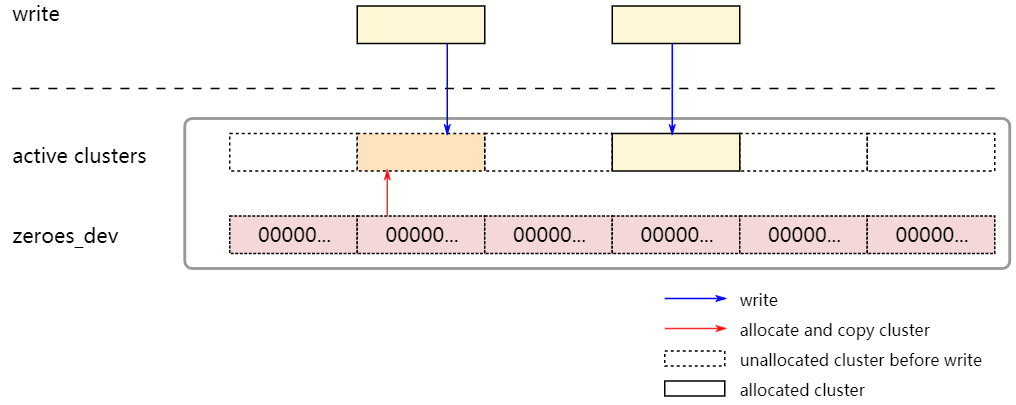 write
active clusters
zeroes_dev
00000... 00000... 00000... 00000... 00000... 00000...
write
allocate and copy cluster
unallocated cluster before write
allocated cluster